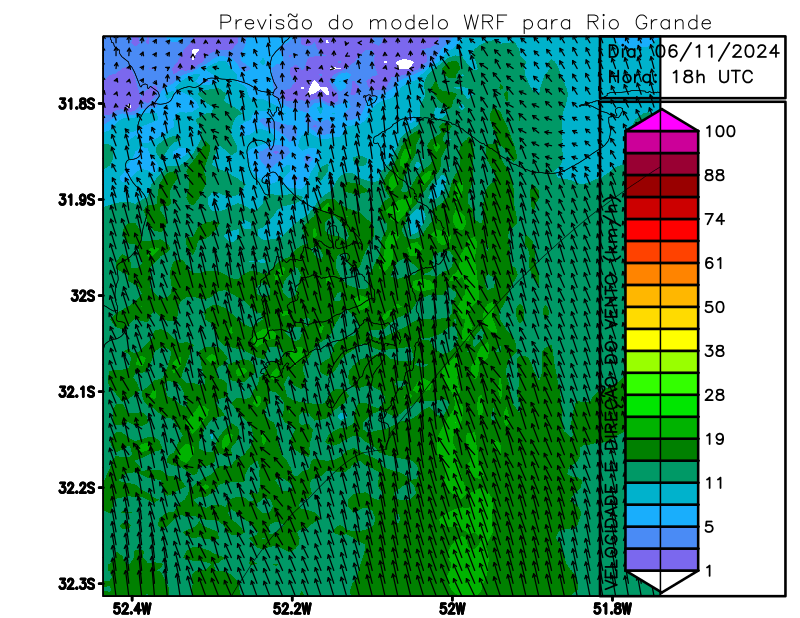 Previsão do modelo WRF para Rio Grande
Dia: 06/11/2024
Hora: 18h UTC
31.8S
31.9S
32S
32.1S
32.2S
32.3S
52.4W
52.2W
52W
51.8W
VELOCIDADE E DIREÇÃO DO VENTO (km/h)
100
88
74
61
50
38
28
19
11
5
1